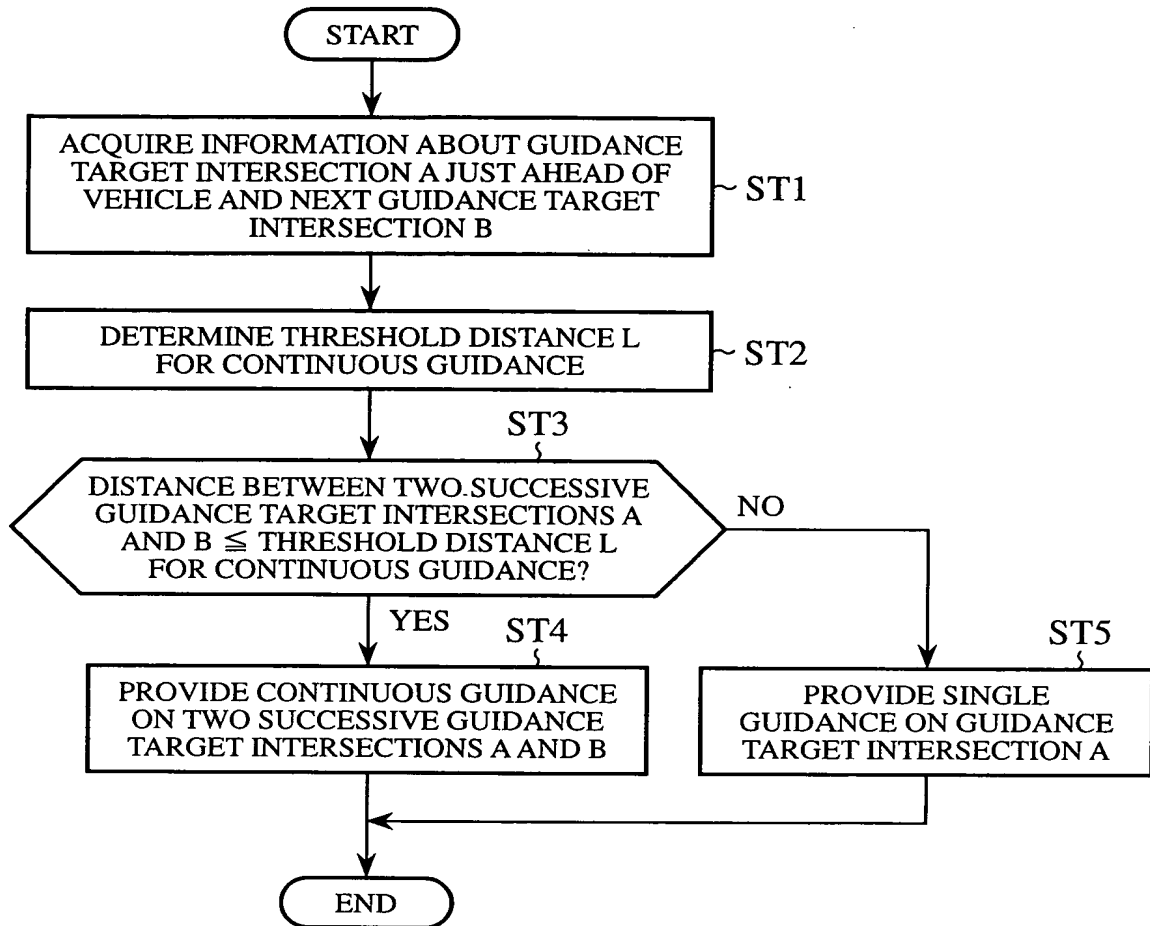 START
ACQUIRE INFORMATION ABOUT GUIDANCE
TARGET INTERSECTION A JUST AHEAD OF
VEHICLE AND NEXT GUIDANCE TARGET
INTERSECTION B
ST1
DETERMINE THRESHOLD DISTANCE L
FOR CONTINUOUS GUIDANCE
ST2
ST3
DISTANCE BETWEEN TWO SUCCESSIVE
GUIDANCE TARGET INTERSECTIONS A
AND B ≦ THRESHOLD DISTANCE L
FOR CONTINUOUS GUIDANCE?
NO
YES
ST4
PROVIDE CONTINUOUS GUIDANCE
ON TWO SUCCESSIVE GUIDANCE
TARGET INTERSECTIONS A AND B
ST5
PROVIDE SINGLE
GUIDANCE ON GUIDANCE
TARGET INTERSECTION A
END